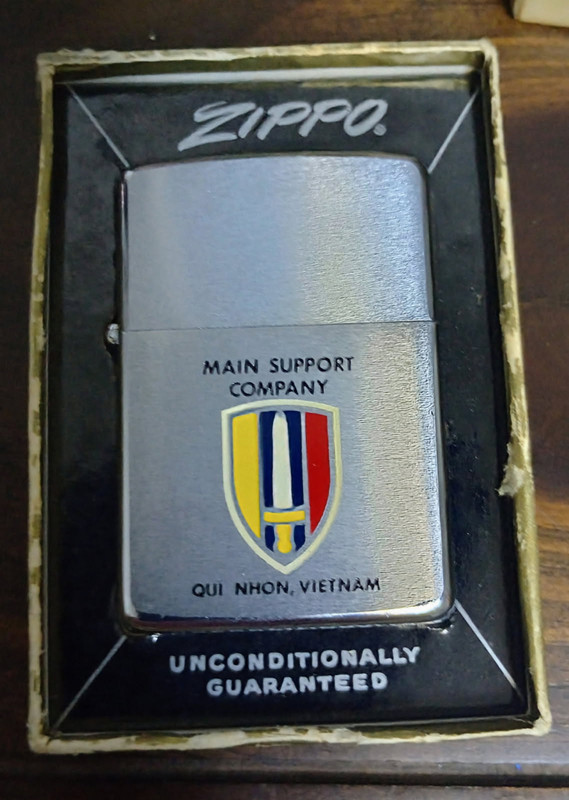 ZIPPO®
MAIN SUPPORT
COMPANY
QUI NHON, VIETNAM
UNCONDITIONALLY
GUARANTEED